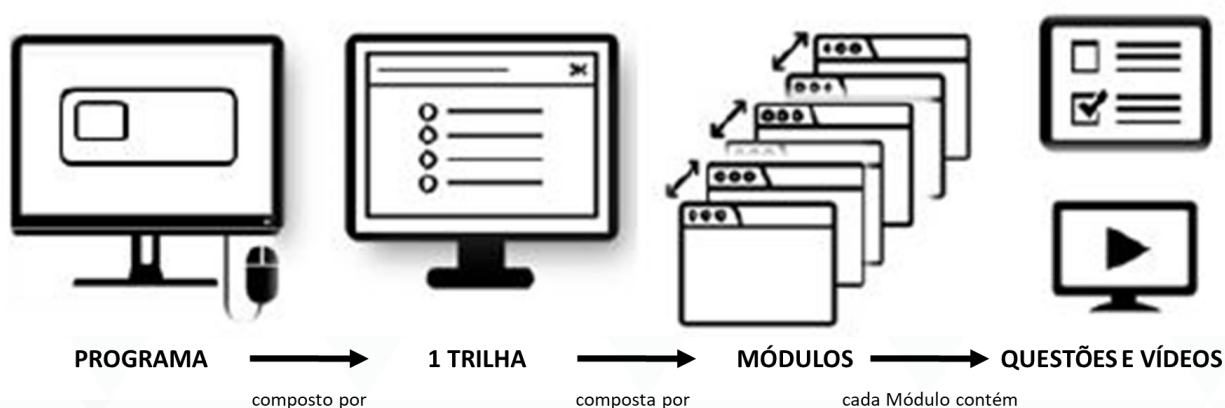 PROGRAMA
1 TRILHA
MÓDULOS
QUESTÕES E VÍDEOS
composto por
composta por
cada Módulo contém